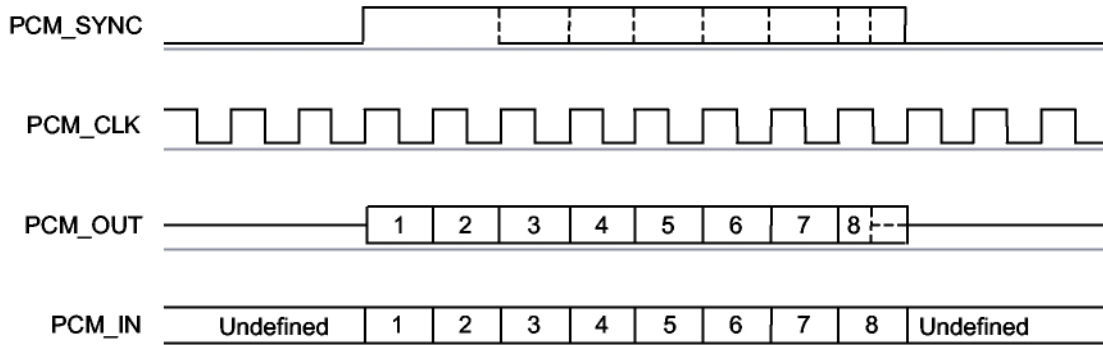 PCM_SYNC
PCM_CLK
PCM_OUT 1 2 3 4 5 6 7 8
PCM_IN Undefined 1 2 3 4 5 6 7 8 Undefined